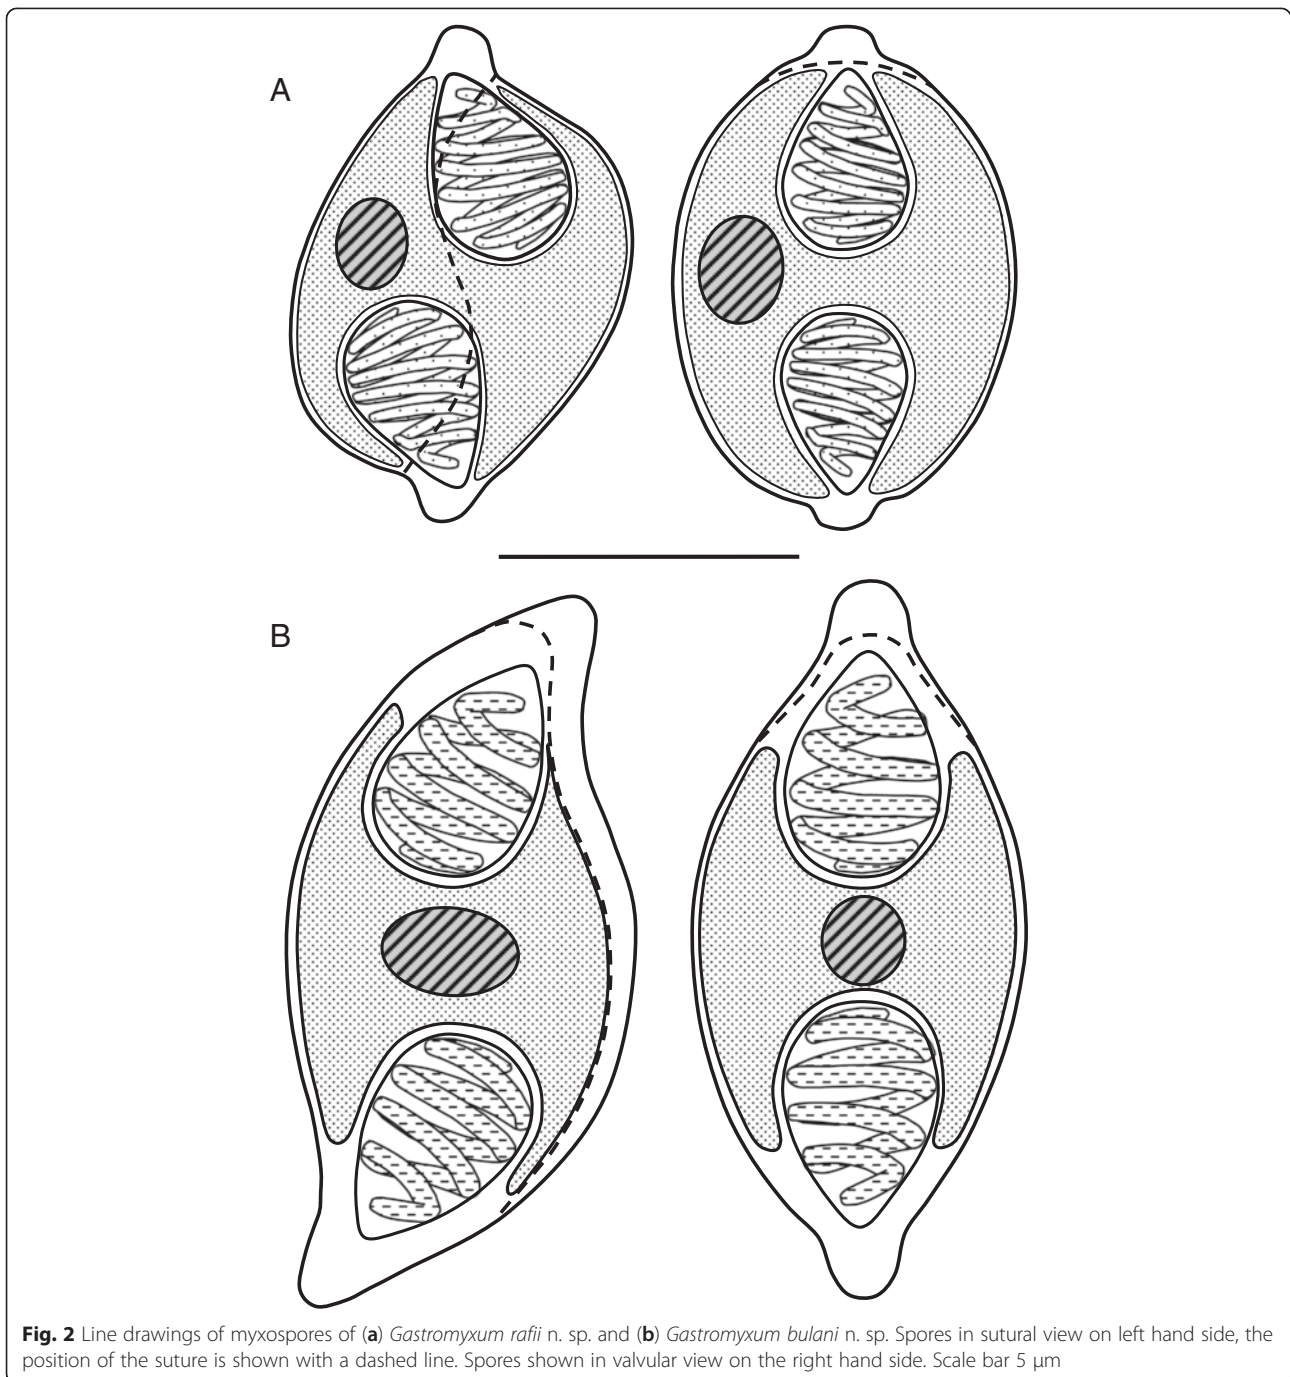 A
B
Fig. 2 Line drawings of myxospores of (a) Gastromyxum rafii n. sp. and (b) Gastromyxum bulani n. sp. Spores in sutural view on left hand side, the
position of the suture is shown with a dashed line. Spores shown in valvular view on the right hand side. Scale bar 5 μm